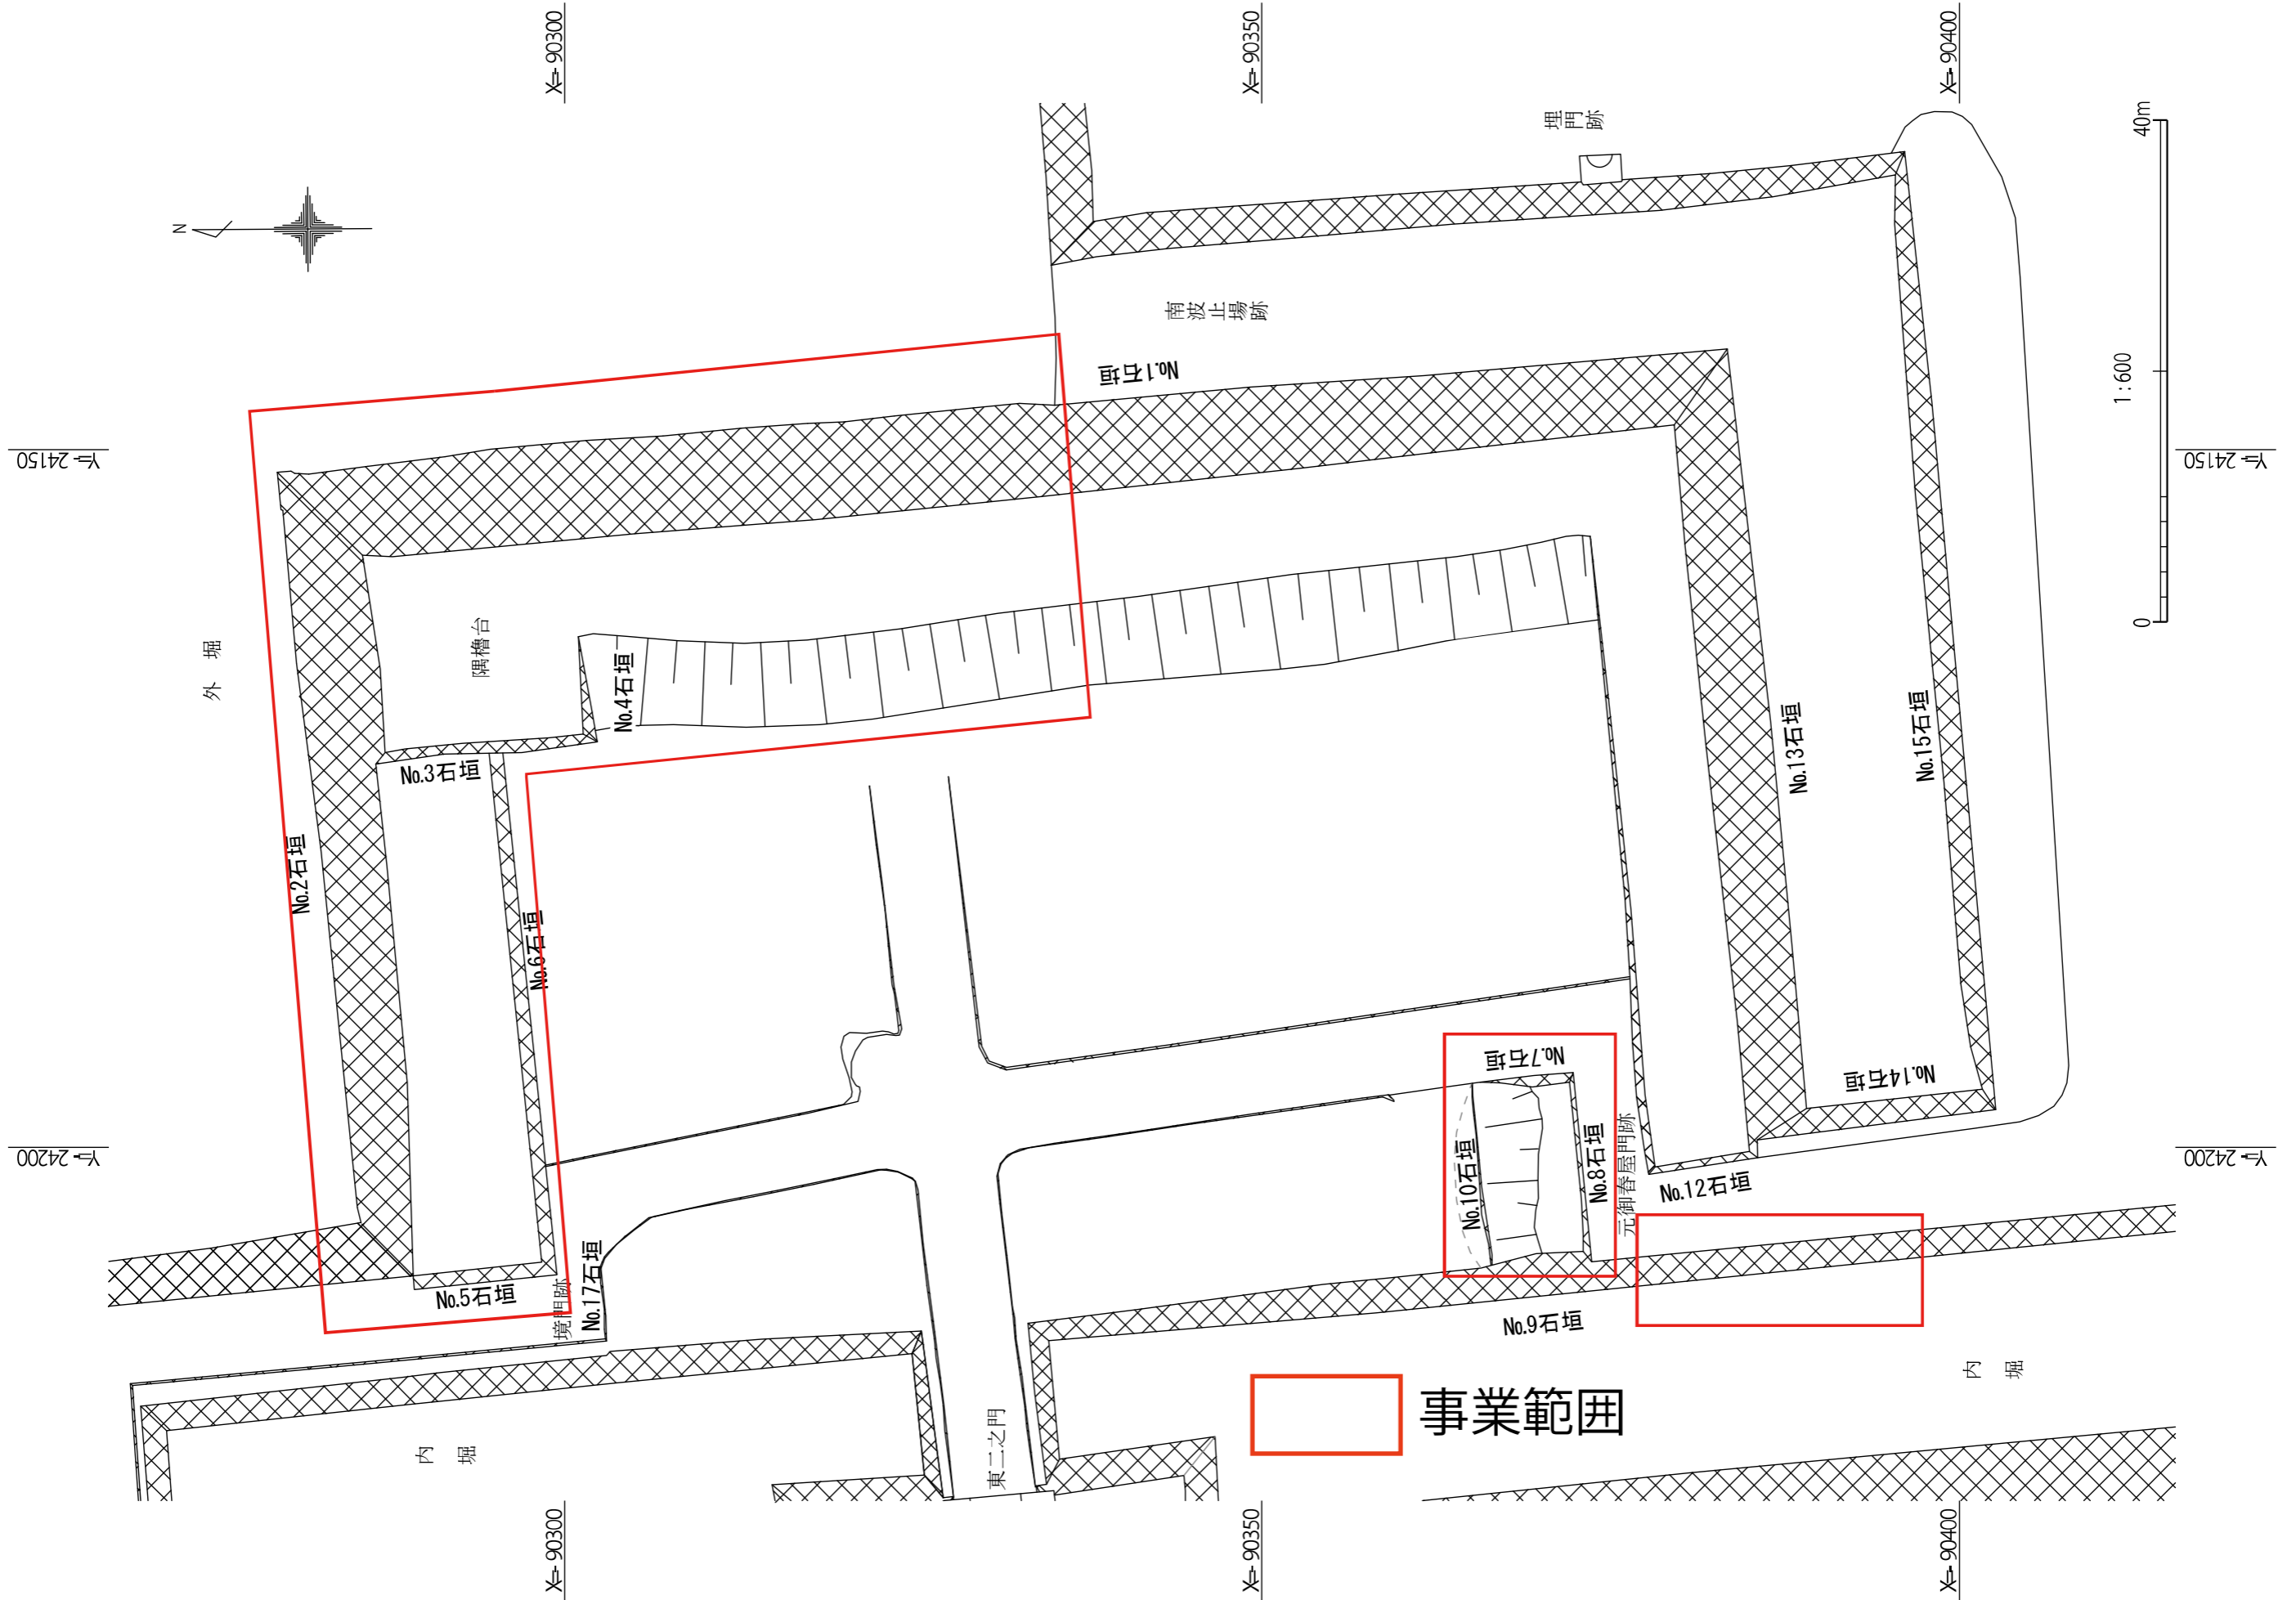 X=-90300
X=-90350
X=-90400
N
埋門跡
40m
南波止場跡
No.1石垣
1:600
Y=-24150
Y=-24150
外堀
隅櫓台
No.4石垣
0
No.3石垣
No.13石垣
No.15石垣
No.2石垣
No.6石垣
No.7石垣
No.14石垣
Y=-24200
No.10石垣
No.8石垣
元御舂屋門跡
No.12石垣
Y=-24200
No.5石垣
境門跡
No.17石垣
No.9石垣
内堀
事業範囲
内堀
東二之門
X=-90300
X=-90350
X=-90400